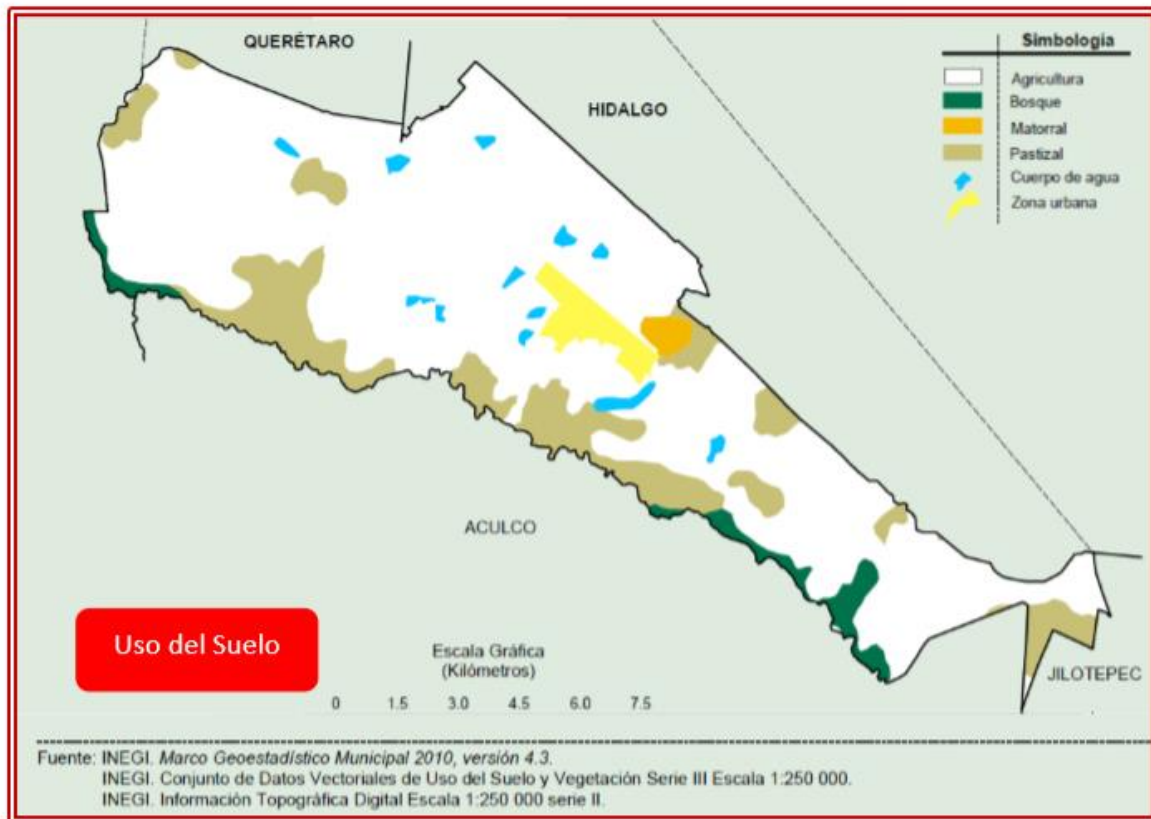 QUERÉTARO
HIDALGO
Simbología
Agricultura
Bosque
Matorral
Pastizal
Cuerpo de agua
Zona urbana
ACULCO
JILOTEPEC
Uso del Suelo
Escala Gráfica
(Kilómetros)
0 1.5 3.0 4.5 6.0 7.5
Fuente: INEGI. Marco Geoestadístico Municipal 2010, versión 4.3.
INEGI. Conjunto de Datos Vectoriales de Uso del Suelo y Vegetación Serie III Escala 1:250 000.
INEGI. Información Topográfica Digital Escala 1:250 000 serie II.